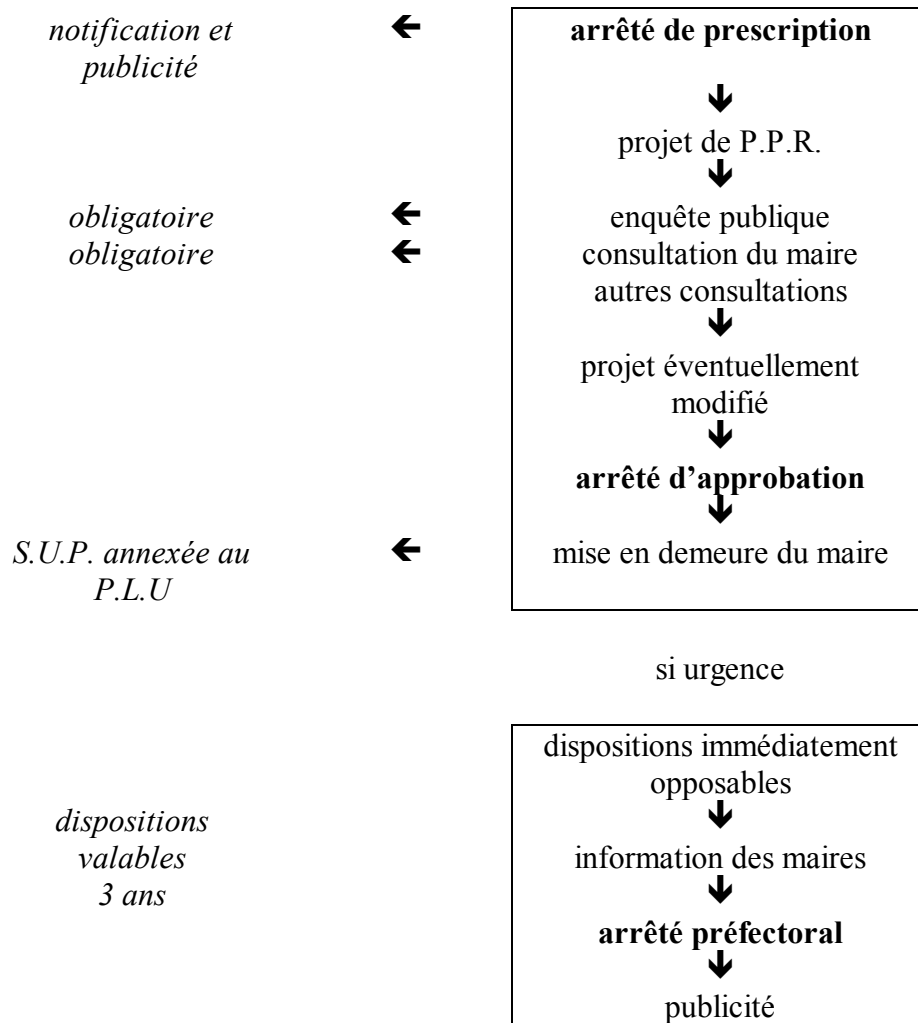 notification et
publicité
arrêté de prescription
projet de P.P.R.
obligatoire
enquête publique
obligatoire
consultation du maire
autres consultations
projet éventuellement
modifié
arrêté d’approbation
S.U.P. annexée au
P.L.U
mise en demeure du maire
si urgence
dispositions immédiatement
opposables
dispositions
valables
3 ans
information des maires
arrêté préfectoral
publicité